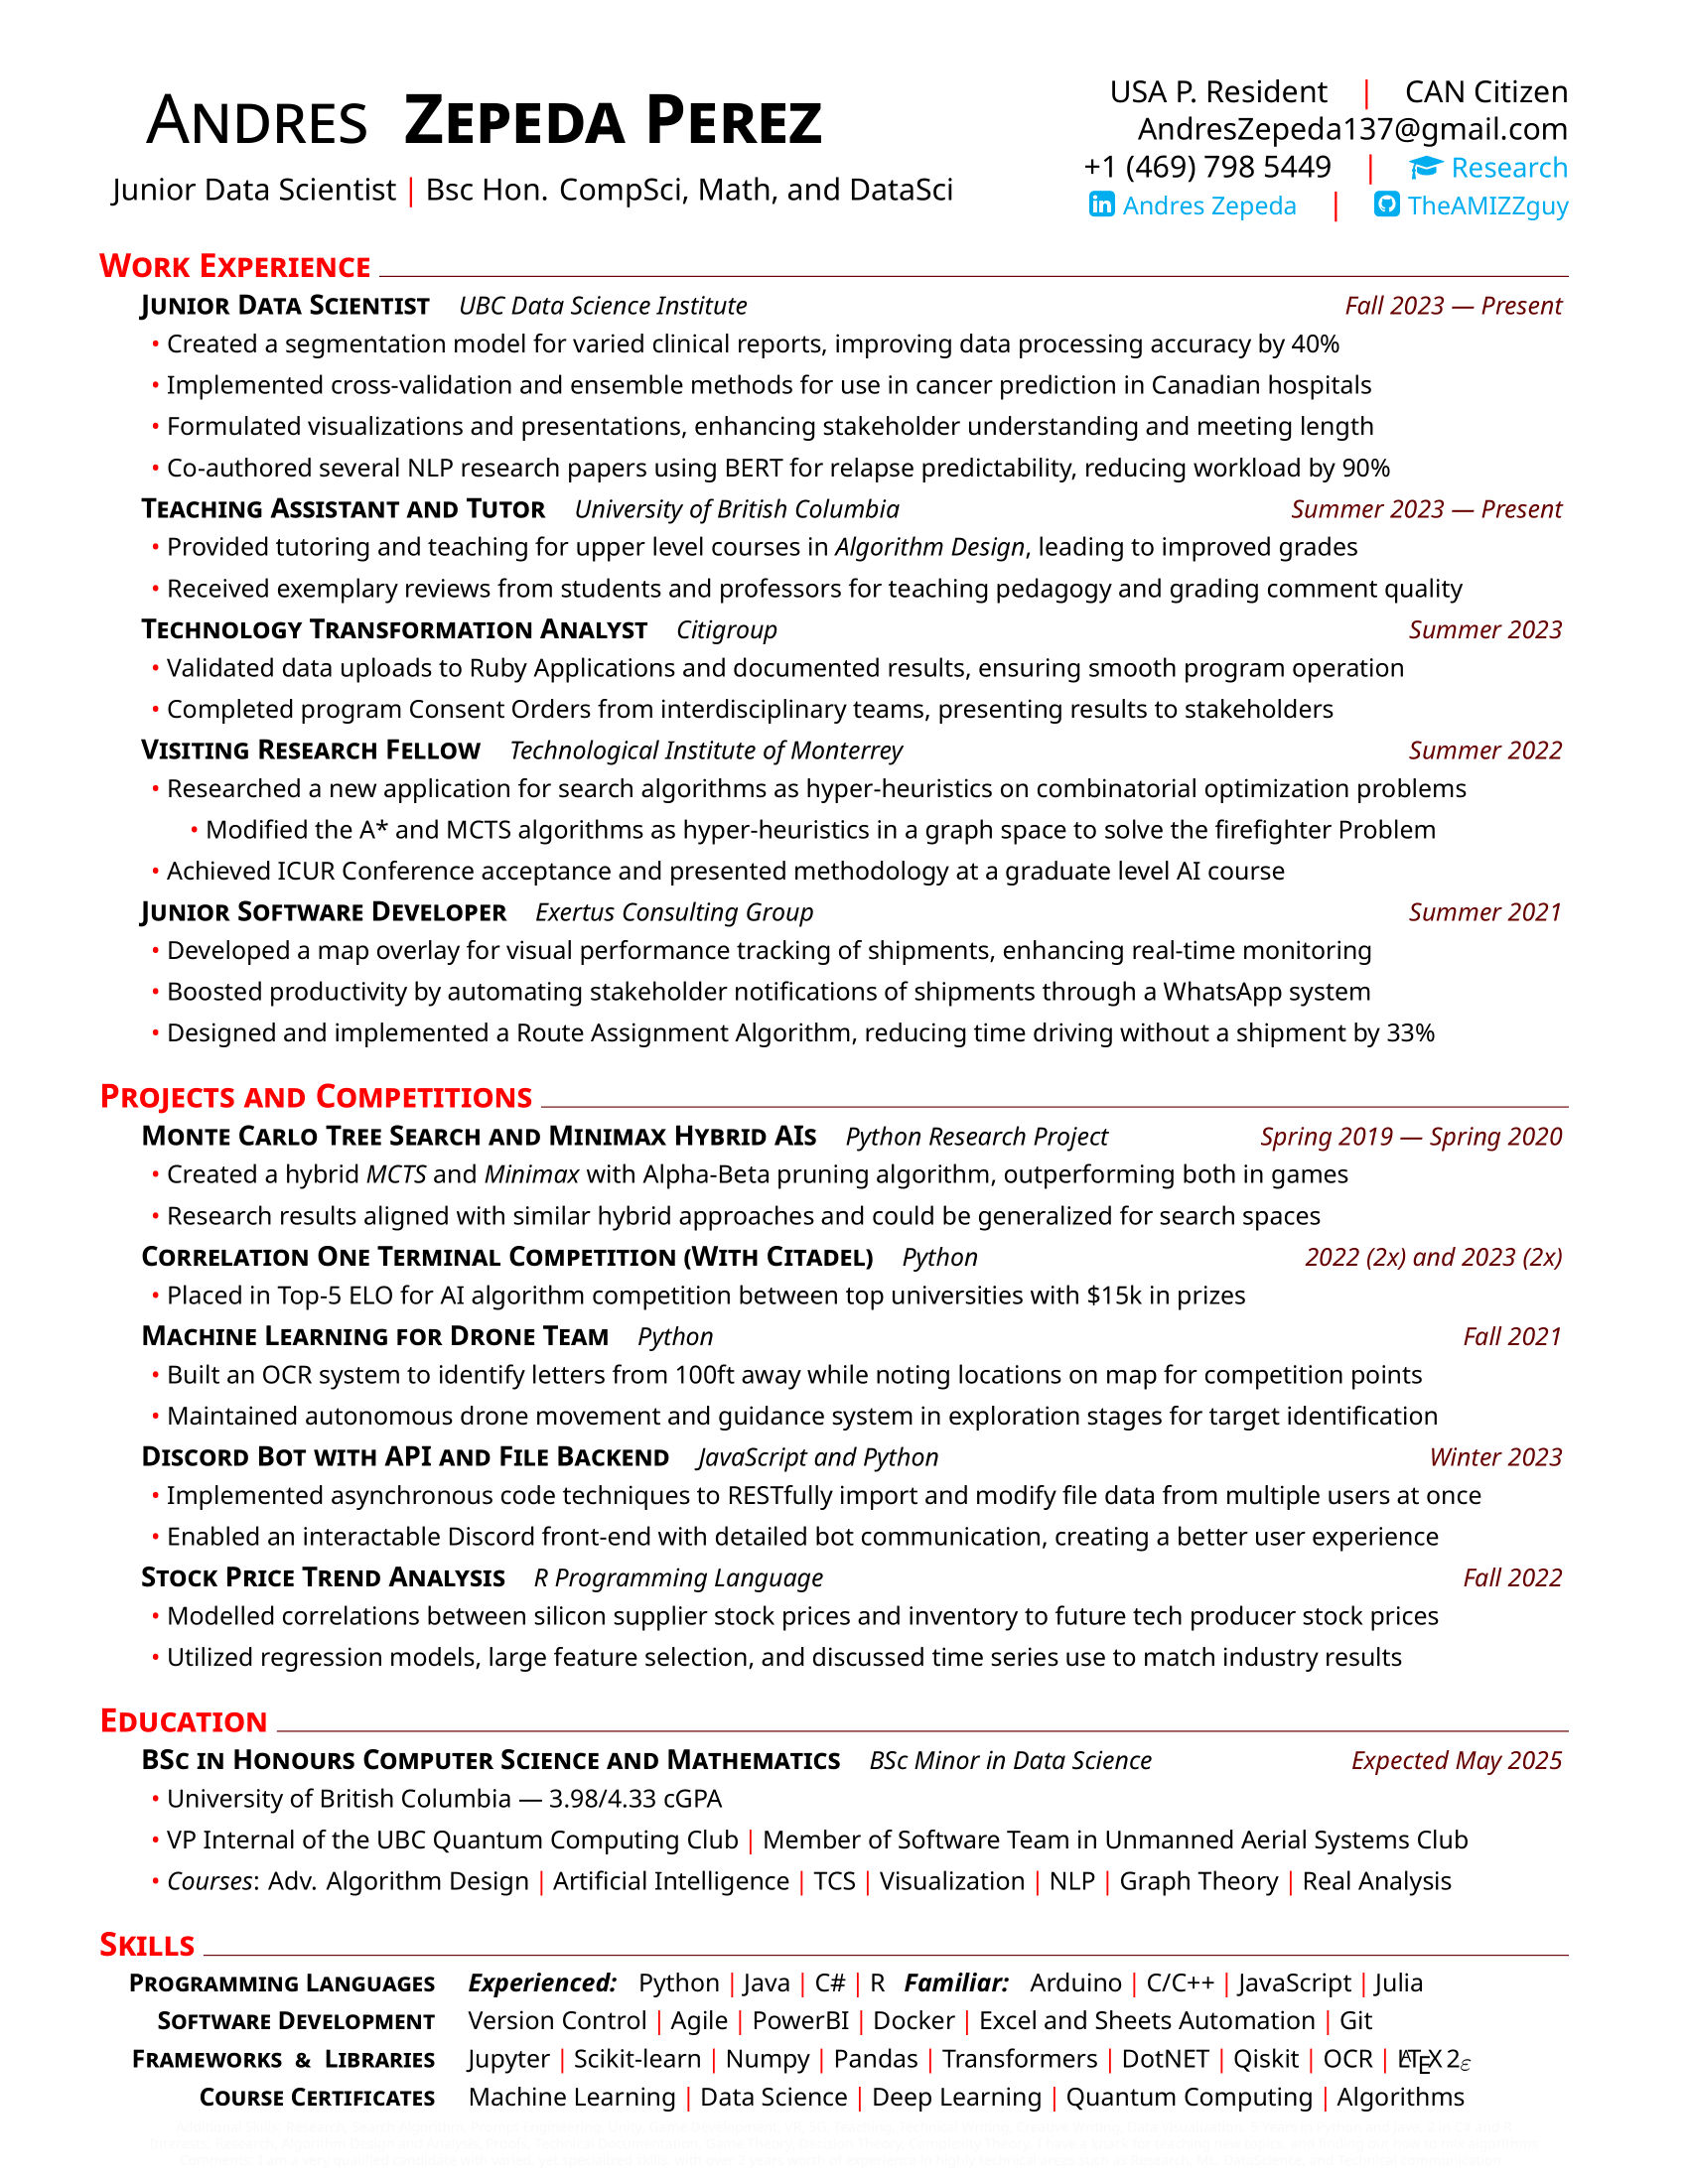 Andres Zepeda Perez
Junior Data Scientist | Bsc Hon. CompSci, Math, and DataSci
USA P. Resident | CAN Citizen
AndresZepeda137@gmail.com
+1 (469) 798 5449 | Research
Andres Zepeda | TheAMIZZguy
Work Experience
Junior Data Scientist UBC Data Science Institute Fall 2023 — Present
• Created a segmentation model for varied clinical reports, improving data processing accuracy by 40%
• Implemented cross-validation and ensemble methods for use in cancer prediction in Canadian hospitals
• Formulated visualizations and presentations, enhancing stakeholder understanding and meeting length
• Co-authored several NLP research papers using BERT for relapse predictability, reducing workload by 90%
Teaching Assistant and Tutor University of British Columbia Summer 2023 — Present
• Provided tutoring and teaching for upper level courses in Algorithm Design, leading to improved grades
• Received exemplary reviews from students and professors for teaching pedagogy and grading comment quality
Technology Transformation Analyst Citigroup Summer 2023
• Validated data uploads to Ruby Applications and documented results, ensuring smooth program operation
• Completed program Consent Orders from interdisciplinary teams, presenting results to stakeholders
Visiting Research Fellow Technological Institute of Monterrey Summer 2022
• Researched a new application for search algorithms as hyper-heuristics on combinatorial optimization problems
• Modified the A* and MCTS algorithms as hyper-heuristics in a graph space to solve the firefighter Problem
• Achieved ICUR Conference acceptance and presented methodology at a graduate level AI course
Junior Software Developer Exertus Consulting Group Summer 2021
• Developed a map overlay for visual performance tracking of shipments, enhancing real-time monitoring
• Boosted productivity by automating stakeholder notifications of shipments through a WhatsApp system
• Designed and implemented a Route Assignment Algorithm, reducing time driving without a shipment by 33%
Projects and Competitions
Monte Carlo Tree Search and Minimax Hybrid AIs Python Research Project Spring 2019 — Spring 2020
• Created a hybrid MCTS and Minimax with Alpha-Beta pruning algorithm, outperforming both in games
• Research results aligned with similar hybrid approaches and could be generalized for search spaces
Correlation One Terminal Competition (With Citadel) Python 2022 (2x) and 2023 (2x)
• Placed in Top-5 ELO for AI algorithm competition between top universities with $15k in prizes
Machine Learning for Drone Team Python Fall 2021
• Built an OCR system to identify letters from 100ft away while noting locations on map for competition points
• Maintained autonomous drone movement and guidance system in exploration stages for target identification
Discord Bot with API and File Backend JavaScript and Python Winter 2023
• Implemented asynchronous code techniques to RESTfully import and modify file data from multiple users at once
• Enabled an interactable Discord front-end with detailed bot communication, creating a better user experience
Stock Price Trend Analysis R Programming Language Fall 2022
• Modelled correlations between silicon supplier stock prices and inventory to future tech producer stock prices
• Utilized regression models, large feature selection, and discussed time series use to match industry results
Education
BSc in Honours Computer Science and Mathematics BSc Minor in Data Science Expected May 2025
• University of British Columbia — 3.98/4.33 cGPA
• VP Internal of the UBC Quantum Computing Club | Member of Software Team in Unmanned Aerial Systems Club
• Courses: Adv. Algorithm Design | Artificial Intelligence | TCS | Visualization | NLP | Graph Theory | Real Analysis
Skills
Programming Languages Experienced: Python | Java | C# | R Familiar: Arduino | C/C++ | JavaScript | Julia
Software Development Version Control | Agile | PowerBI | Docker | Excel and Sheets Automation | Git
Frameworks & Libraries Jupyter | Scikit-learn | Numpy | Pandas | Transformers | DotNET | Qiskit | OCR | LATEX 2ε
Course Certificates Machine Learning | Data Science | Deep Learning | Quantum Computing | Algorithms